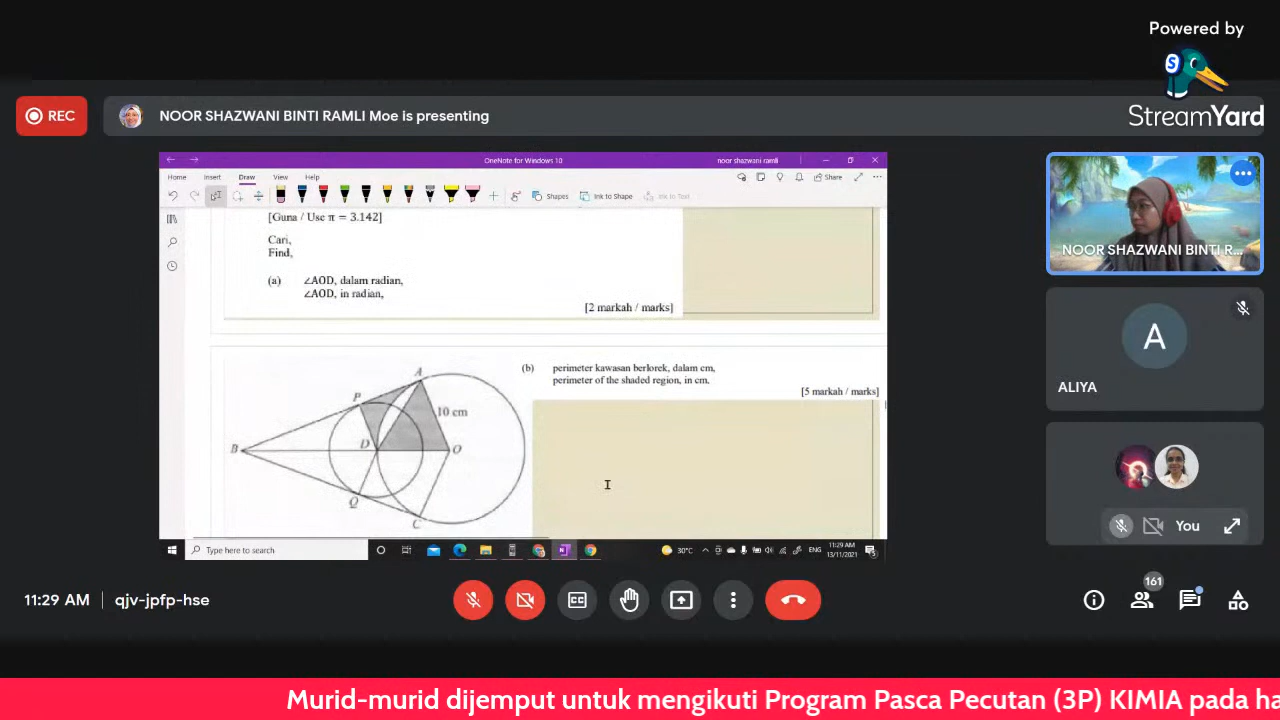 Powered by
StreamYard
REC
NOOR SHAZWANI BINTI RAMLI Moe is presenting
OneNote for Windows 10
noor shazwani ramli
Home Insert Draw View Help
Share
Shapes
Ink to Shape
Ink to Text
[Guna / Use π = 3.142]
Cari,
Find,
(a) ∠AOD, dalam radian,
∠AOD, in radian,
[2 markah / marks]
(b) perimeter kawasan berlorek, dalam cm,
perimeter of the shaded region, in cm,
[5 markah / marks]
A
P
10 cm
B
D
O
Q
C
Type here to search
30°C
ENG
11:29 AM
13/11/2021
NOOR SHAZWANI BINTI R...
A
ALIYA
You
11:29 AM | qjv-jpfp-hse
161
Murid-murid dijemput untuk mengikuti Program Pasca Pecutan (3P) KIMIA pada ha